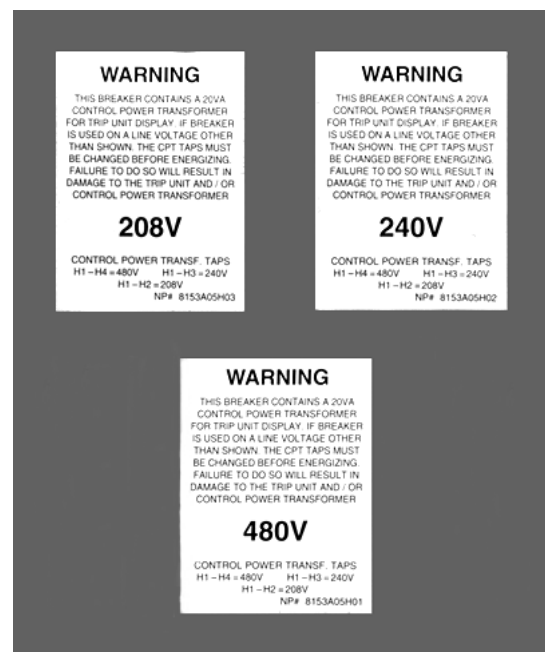 WARNING
THIS BREAKER CONTAINS A 20VA
CONTROL POWER TRANSFORMER
FOR TRIP UNIT DISPLAY. IF BREAKER
IS USED ON A LINE VOLTAGE OTHER
THAN SHOWN. THE CPT TAPS MUST
BE CHANGED BEFORE ENERGIZING.
FAILURE TO DO SO WILL RESULT IN
DAMAGE TO THE TRIP UNIT AND / OR
CONTROL POWER TRANSFORMER
208V
CONTROL POWER TRANSF. TAPS
H1 – H4 = 480V H1 – H3 = 240V
H1 – H2 = 208V
NP# 8153A05H03
WARNING
THIS BREAKER CONTAINS A 20VA
CONTROL POWER TRANSFORMER
FOR TRIP UNIT DISPLAY. IF BREAKER
IS USED ON A LINE VOLTAGE OTHER
THAN SHOWN. THE CPT TAPS MUST
BE CHANGED BEFORE ENERGIZING.
FAILURE TO DO SO WILL RESULT IN
DAMAGE TO THE TRIP UNIT AND / OR
CONTROL POWER TRANSFORMER
240V
CONTROL POWER TRANSF. TAPS
H1 – H4 = 480V H1 – H3 = 240V
H1 – H2 = 208V
NP# 8153A05H02
WARNING
THIS BREAKER CONTAINS A 20VA
CONTROL POWER TRANSFORMER
FOR TRIP UNIT DISPLAY. IF BREAKER
IS USED ON A LINE VOLTAGE OTHER
THAN SHOWN. THE CPT TAPS MUST
BE CHANGED BEFORE ENERGIZING.
FAILURE TO DO SO WILL RESULT IN
DAMAGE TO THE TRIP UNIT AND / OR
CONTROL POWER TRANSFORMER
480V
CONTROL POWER TRANSF. TAPS
H1 – H4 = 480V H1 – H3 = 240V
H1 – H2 = 208V
NP# 8153A05H01